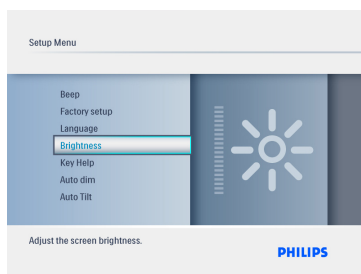 Setup Menu
Beep
Factory setup
Language
Brightness
Key Help
Auto dim
Auto Tilt
Adjust the screen brightness.
PHILIPS